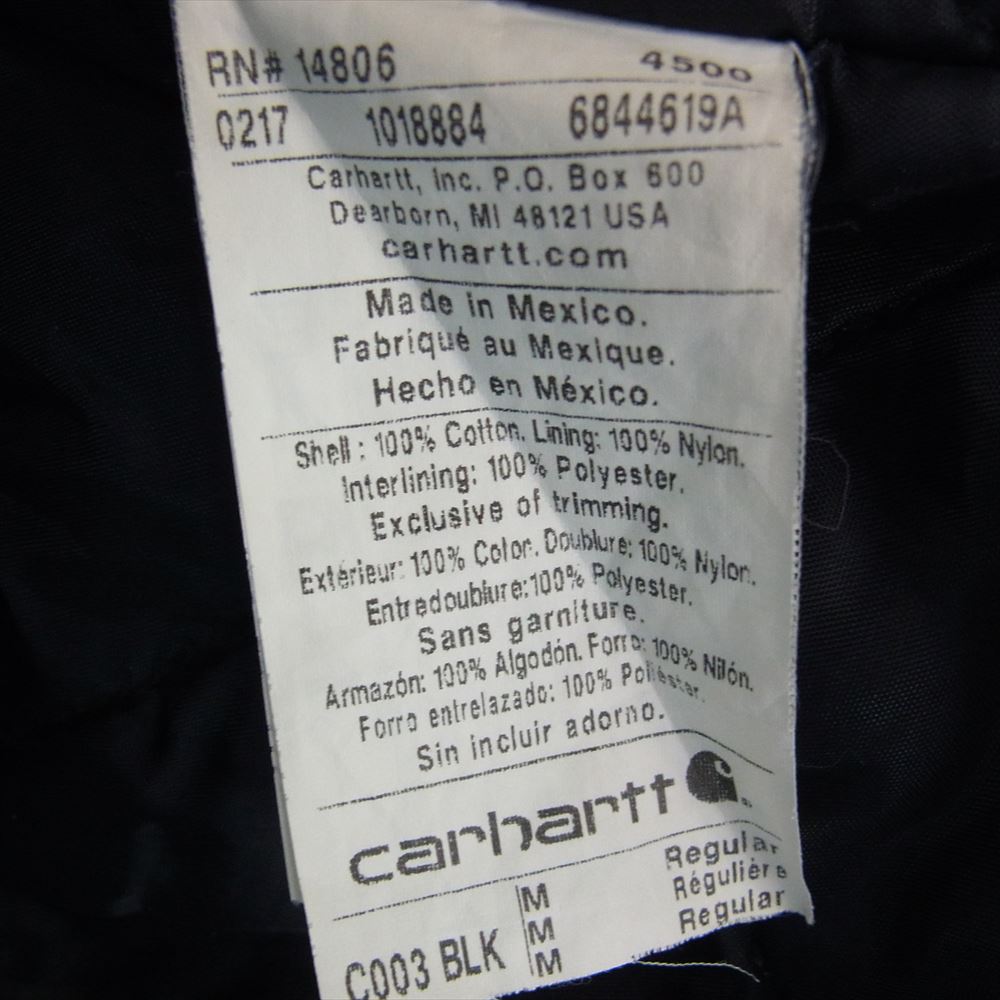 RN# 14806 4500
0217 1018884 6844619A
Carhartt, Inc. P.O. Box 600
Dearborn, MI 48121 USA
carhartt.com
Made in Mexico.
Fabriqué au Mexique.
Hecho en México.
Shell : 100% Cotton. Lining: 100% Nylon.
Interlining: 100% Polyester.
Exclusive of trimming.
Extérieur: 100% Coton. Doublure: 100% Nylon.
Entredoublure:100% Polyester.
Sans garniture.
Armazón: 100% Algodón. Forro: 100% Nilón.
Forro entrelazado: 100% Poliéster.
Sin incluir adorno.
carhartt
M Regular
M Régulière
C003 BLK M Regular